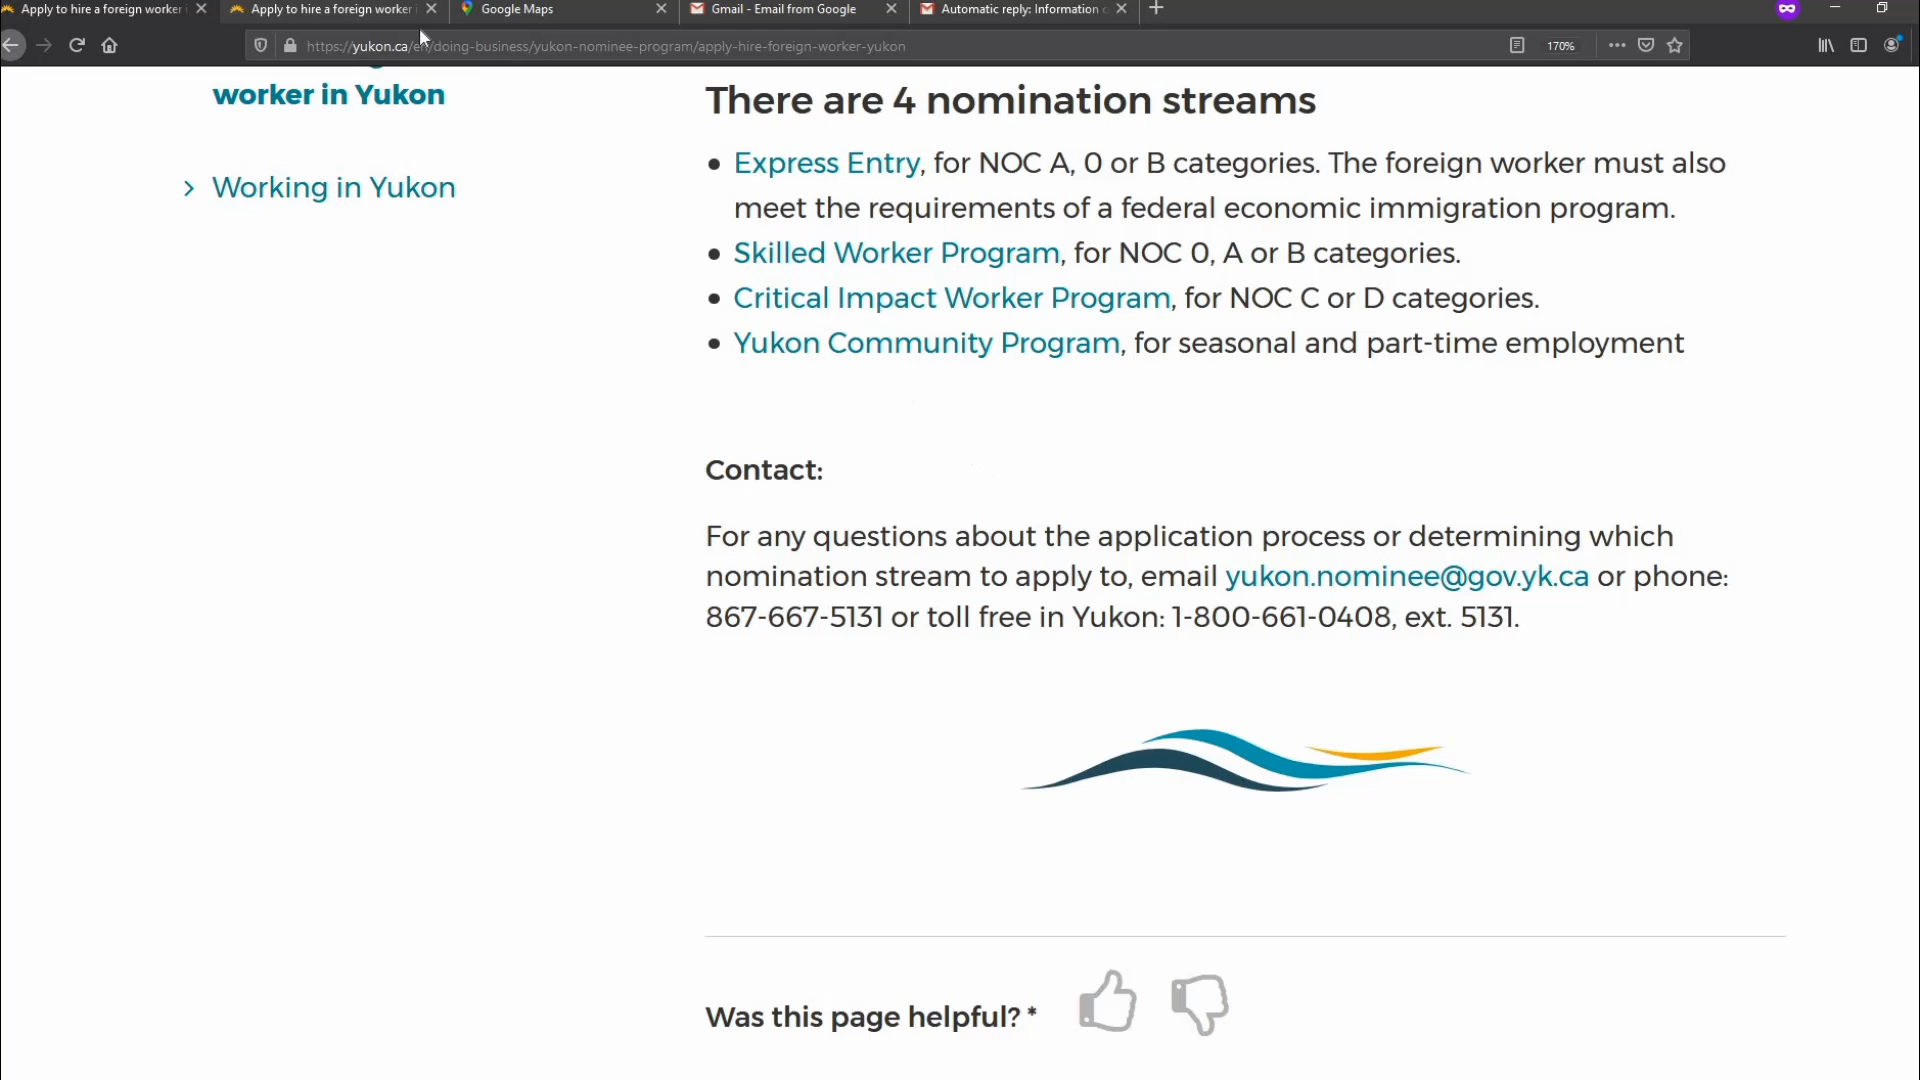 Apply to hire a foreign worker
Apply to hire a foreign worker
Google Maps
Gmail - Email from Google
Automatic reply: Information
https://yukon.ca/en/doing-business/yukon-nominee-program/apply-hire-foreign-worker-yukon
170%
worker in Yukon
Working in Yukon
There are 4 nomination streams
Express Entry, for NOC A, 0 or B categories. The foreign worker must also
meet the requirements of a federal economic immigration program.
Skilled Worker Program, for NOC 0, A or B categories.
Critical Impact Worker Program, for NOC C or D categories.
Yukon Community Program, for seasonal and part-time employment
Contact:
For any questions about the application process or determining which
nomination stream to apply to, email yukon.nominee@gov.yk.ca or phone:
867-667-5131 or toll free in Yukon: 1-800-661-0408, ext. 5131.
Was this page helpful? *